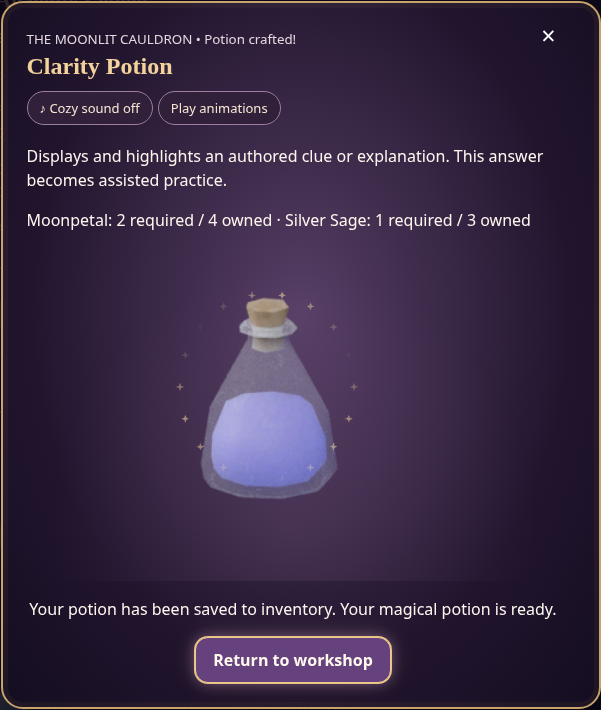 THE MOONLIT CAULDRON • Potion crafted!
✕
Clarity Potion
♪ Cozy sound off
Play animations
Displays and highlights an authored clue or explanation. This answer
becomes assisted practice.
Moonpetal: 2 required / 4 owned · Silver Sage: 1 required / 3 owned
Your potion has been saved to inventory. Your magical potion is ready.
Return to workshop